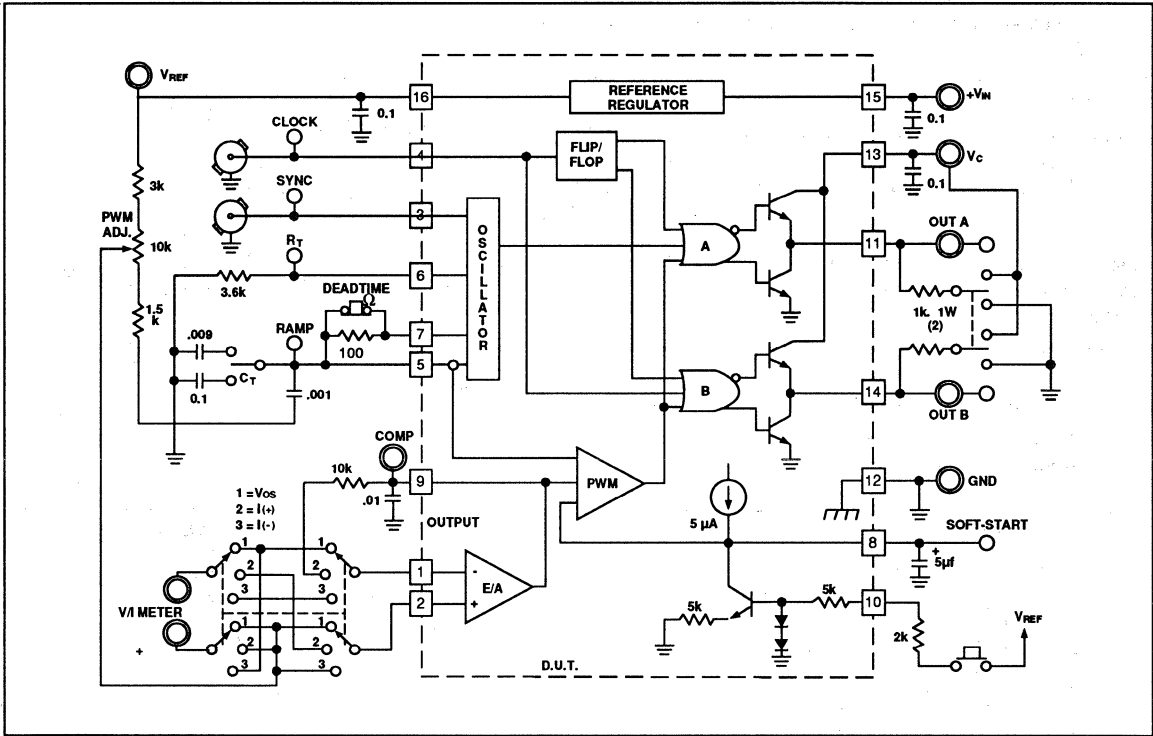 VREF
16
REFERENCE
REGULATOR
15
+VIN
0.1
0.1
CLOCK
4
FLIP/
FLOP
13
VC
0.1
3k
SYNC
3
PWM
ADJ.
10k
RT
OSCILLATOR
A
11
OUT A
6
3.6k
DEADTIME
Ω
1.5
k
7
100
1k. 1W
(2)
RAMP
5
.009
CT
0.1
.001
B
14
OUT B
COMP
10k
9
.01
PWM
12
GND
1 = VOS
2 = I(+)
3 = I(-)
OUTPUT
5 µA
8
SOFT-START
+
5µf
1
1
2
2
3
3
1
-
E/A
2
+
V/I METER
5k
5k
10
VREF
2k
1
1
+
2
2
3
3
D.U.T.